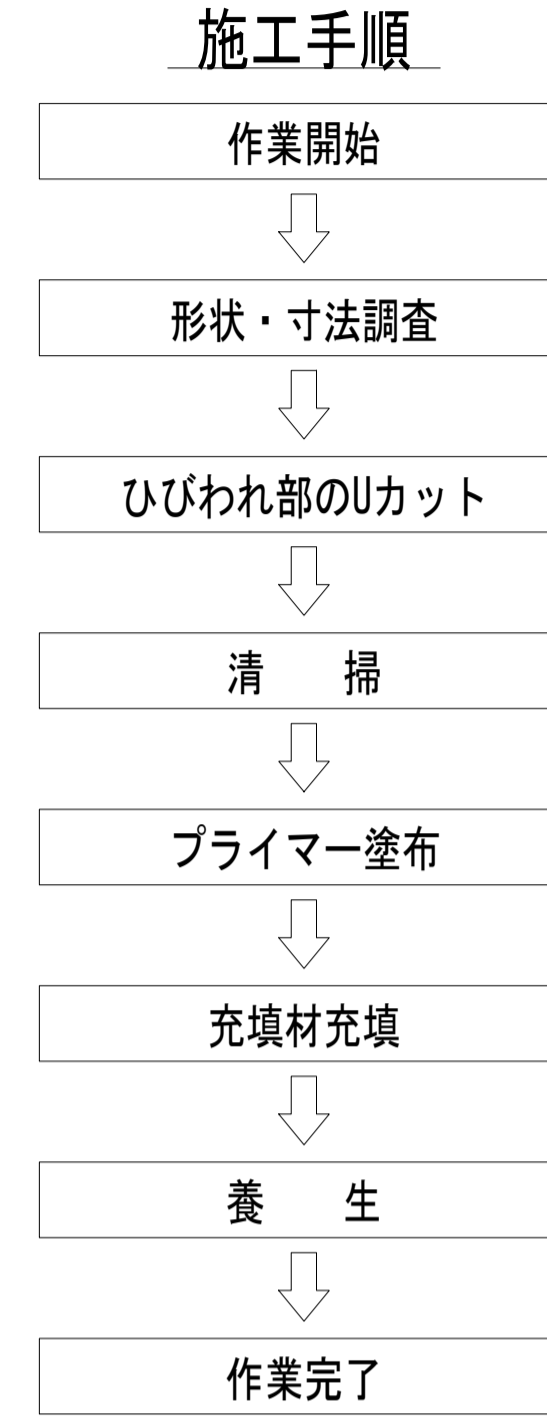 施工手順
作業開始
形状・寸法調査
ひびわれ部のUカット
清　　掃
プライマー塗布
充填材充填
養　　生
作業完了